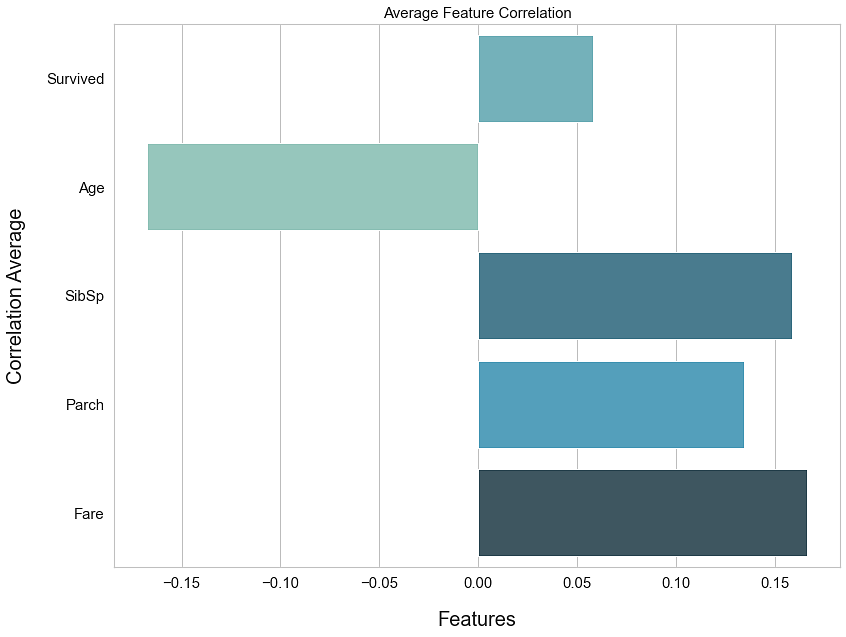 Average Feature Correlation
Correlation Average
Survived
Age
SibSp
Parch
Fare
−0.15 −0.10 −0.05 0.00 0.05 0.10 0.15
Features